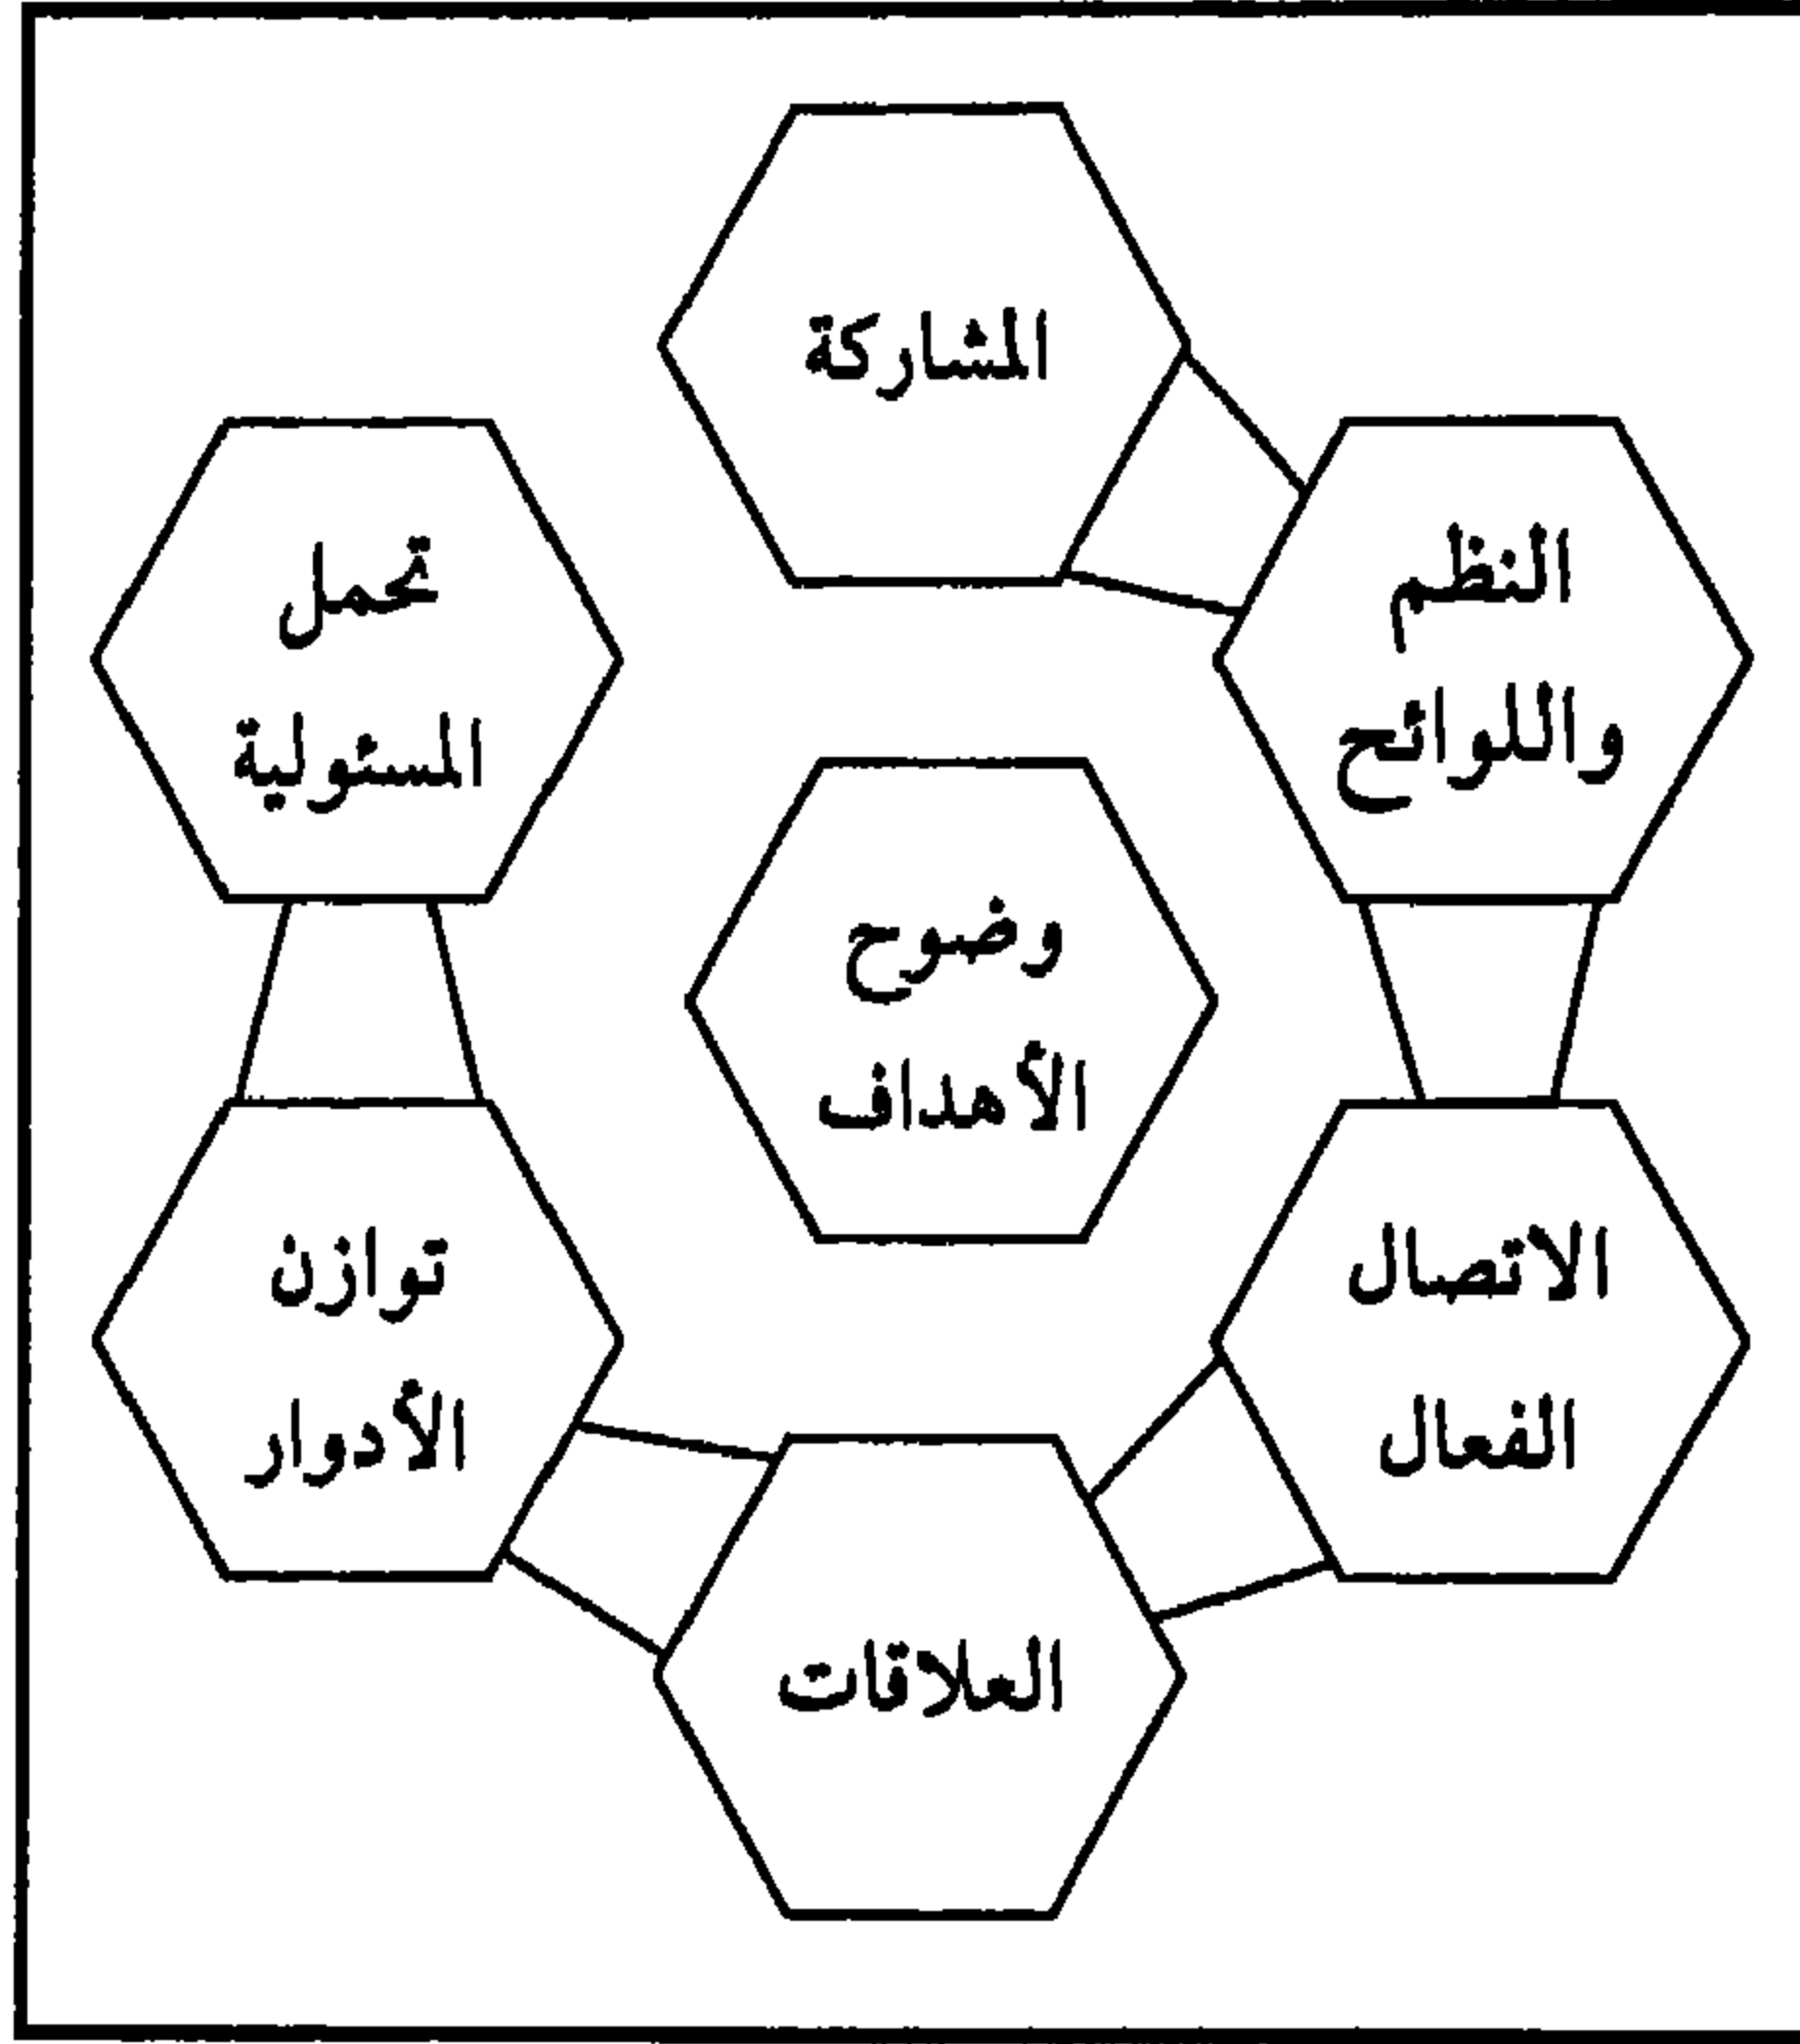 المشاركة
النظم
واللوائح
تحمل
المسئولية
وضوح
الأهداف
الاتصال
الفعال
توازن
الأدوار
العلاقات